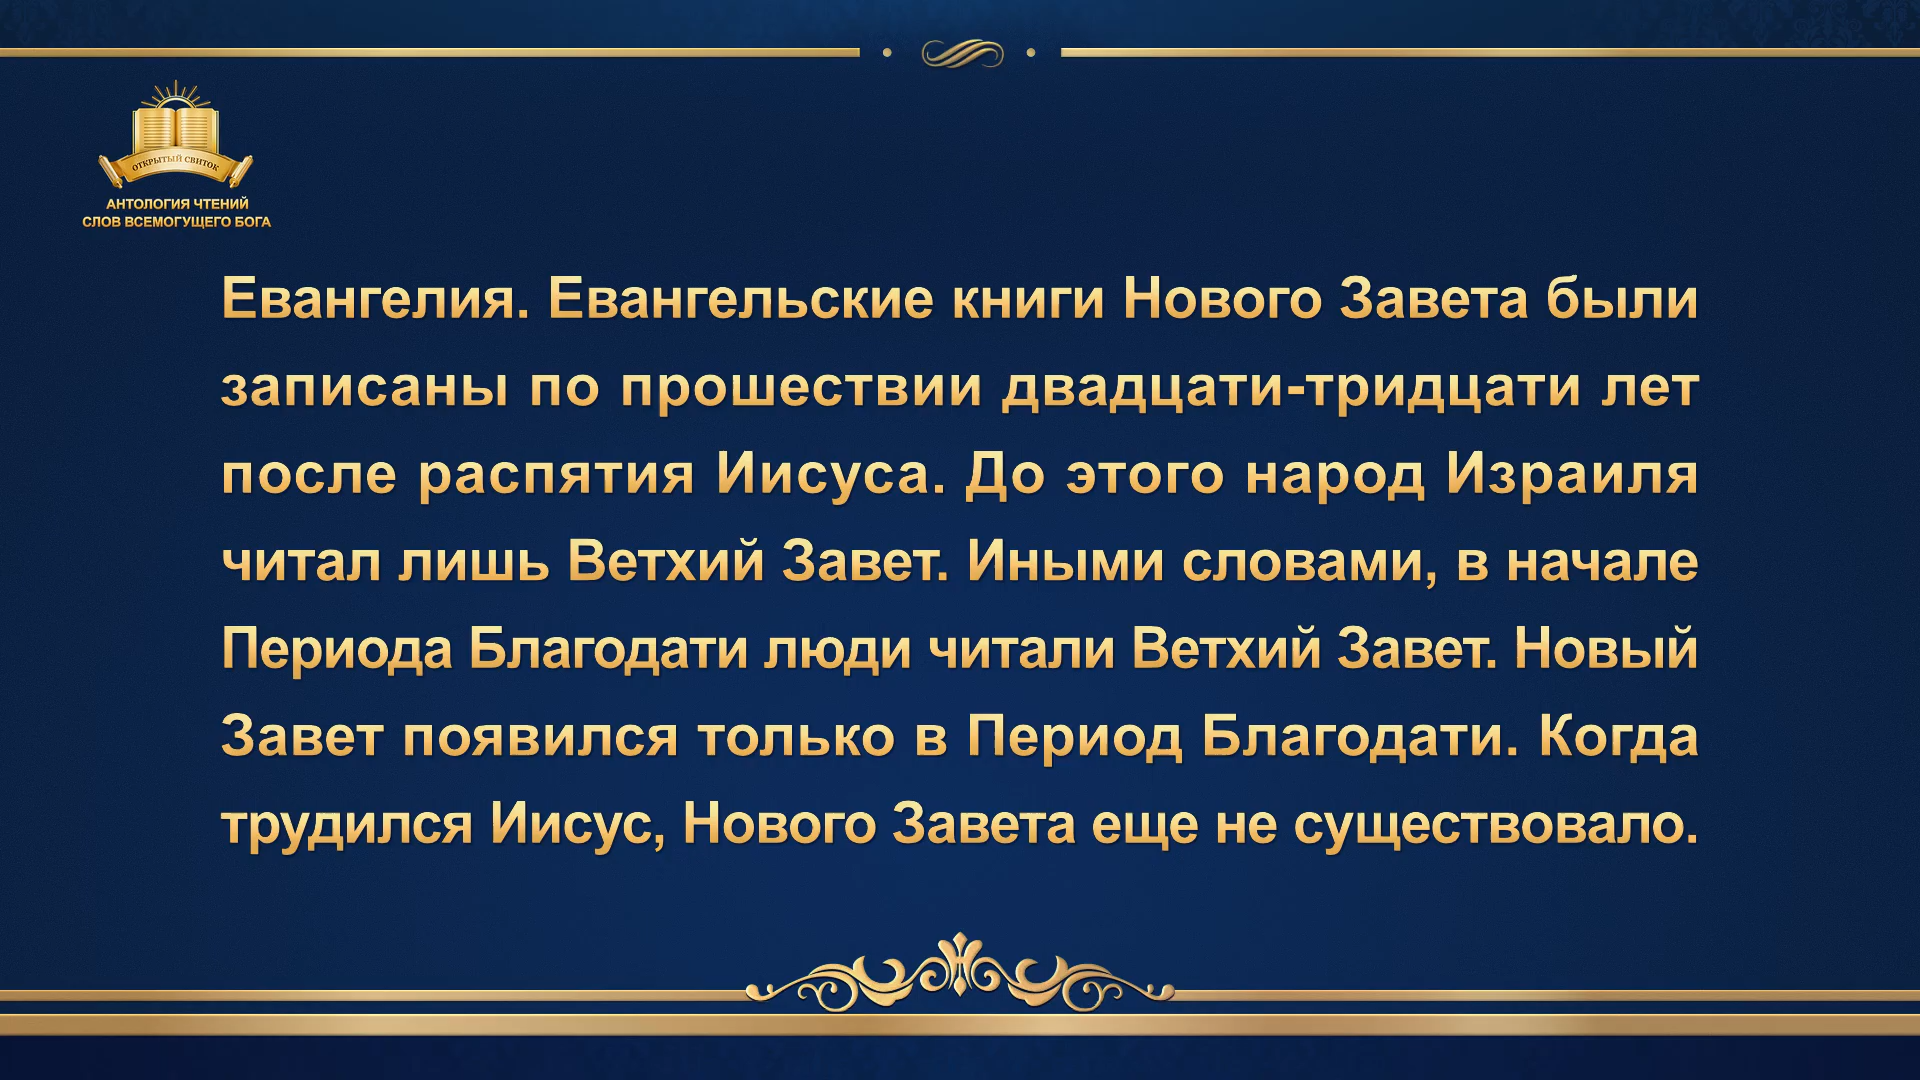 ОТКРЫТЫЙ СВИТОК
АНТОЛОГИЯ ЧТЕНИЙ
СЛОВ ВСЕМОГУЩЕГО БОГА
Евангелия. Евангельские книги Нового Завета были
записаны по прошествии двадцати-тридцати лет
после распятия Иисуса. До этого народ Израиля
читал лишь Ветхий Завет. Иными словами, в начале
Периода Благодати люди читали Ветхий Завет. Новый
Завет появился только в Период Благодати. Когда
трудился Иисус, Нового Завета еще не существовало.